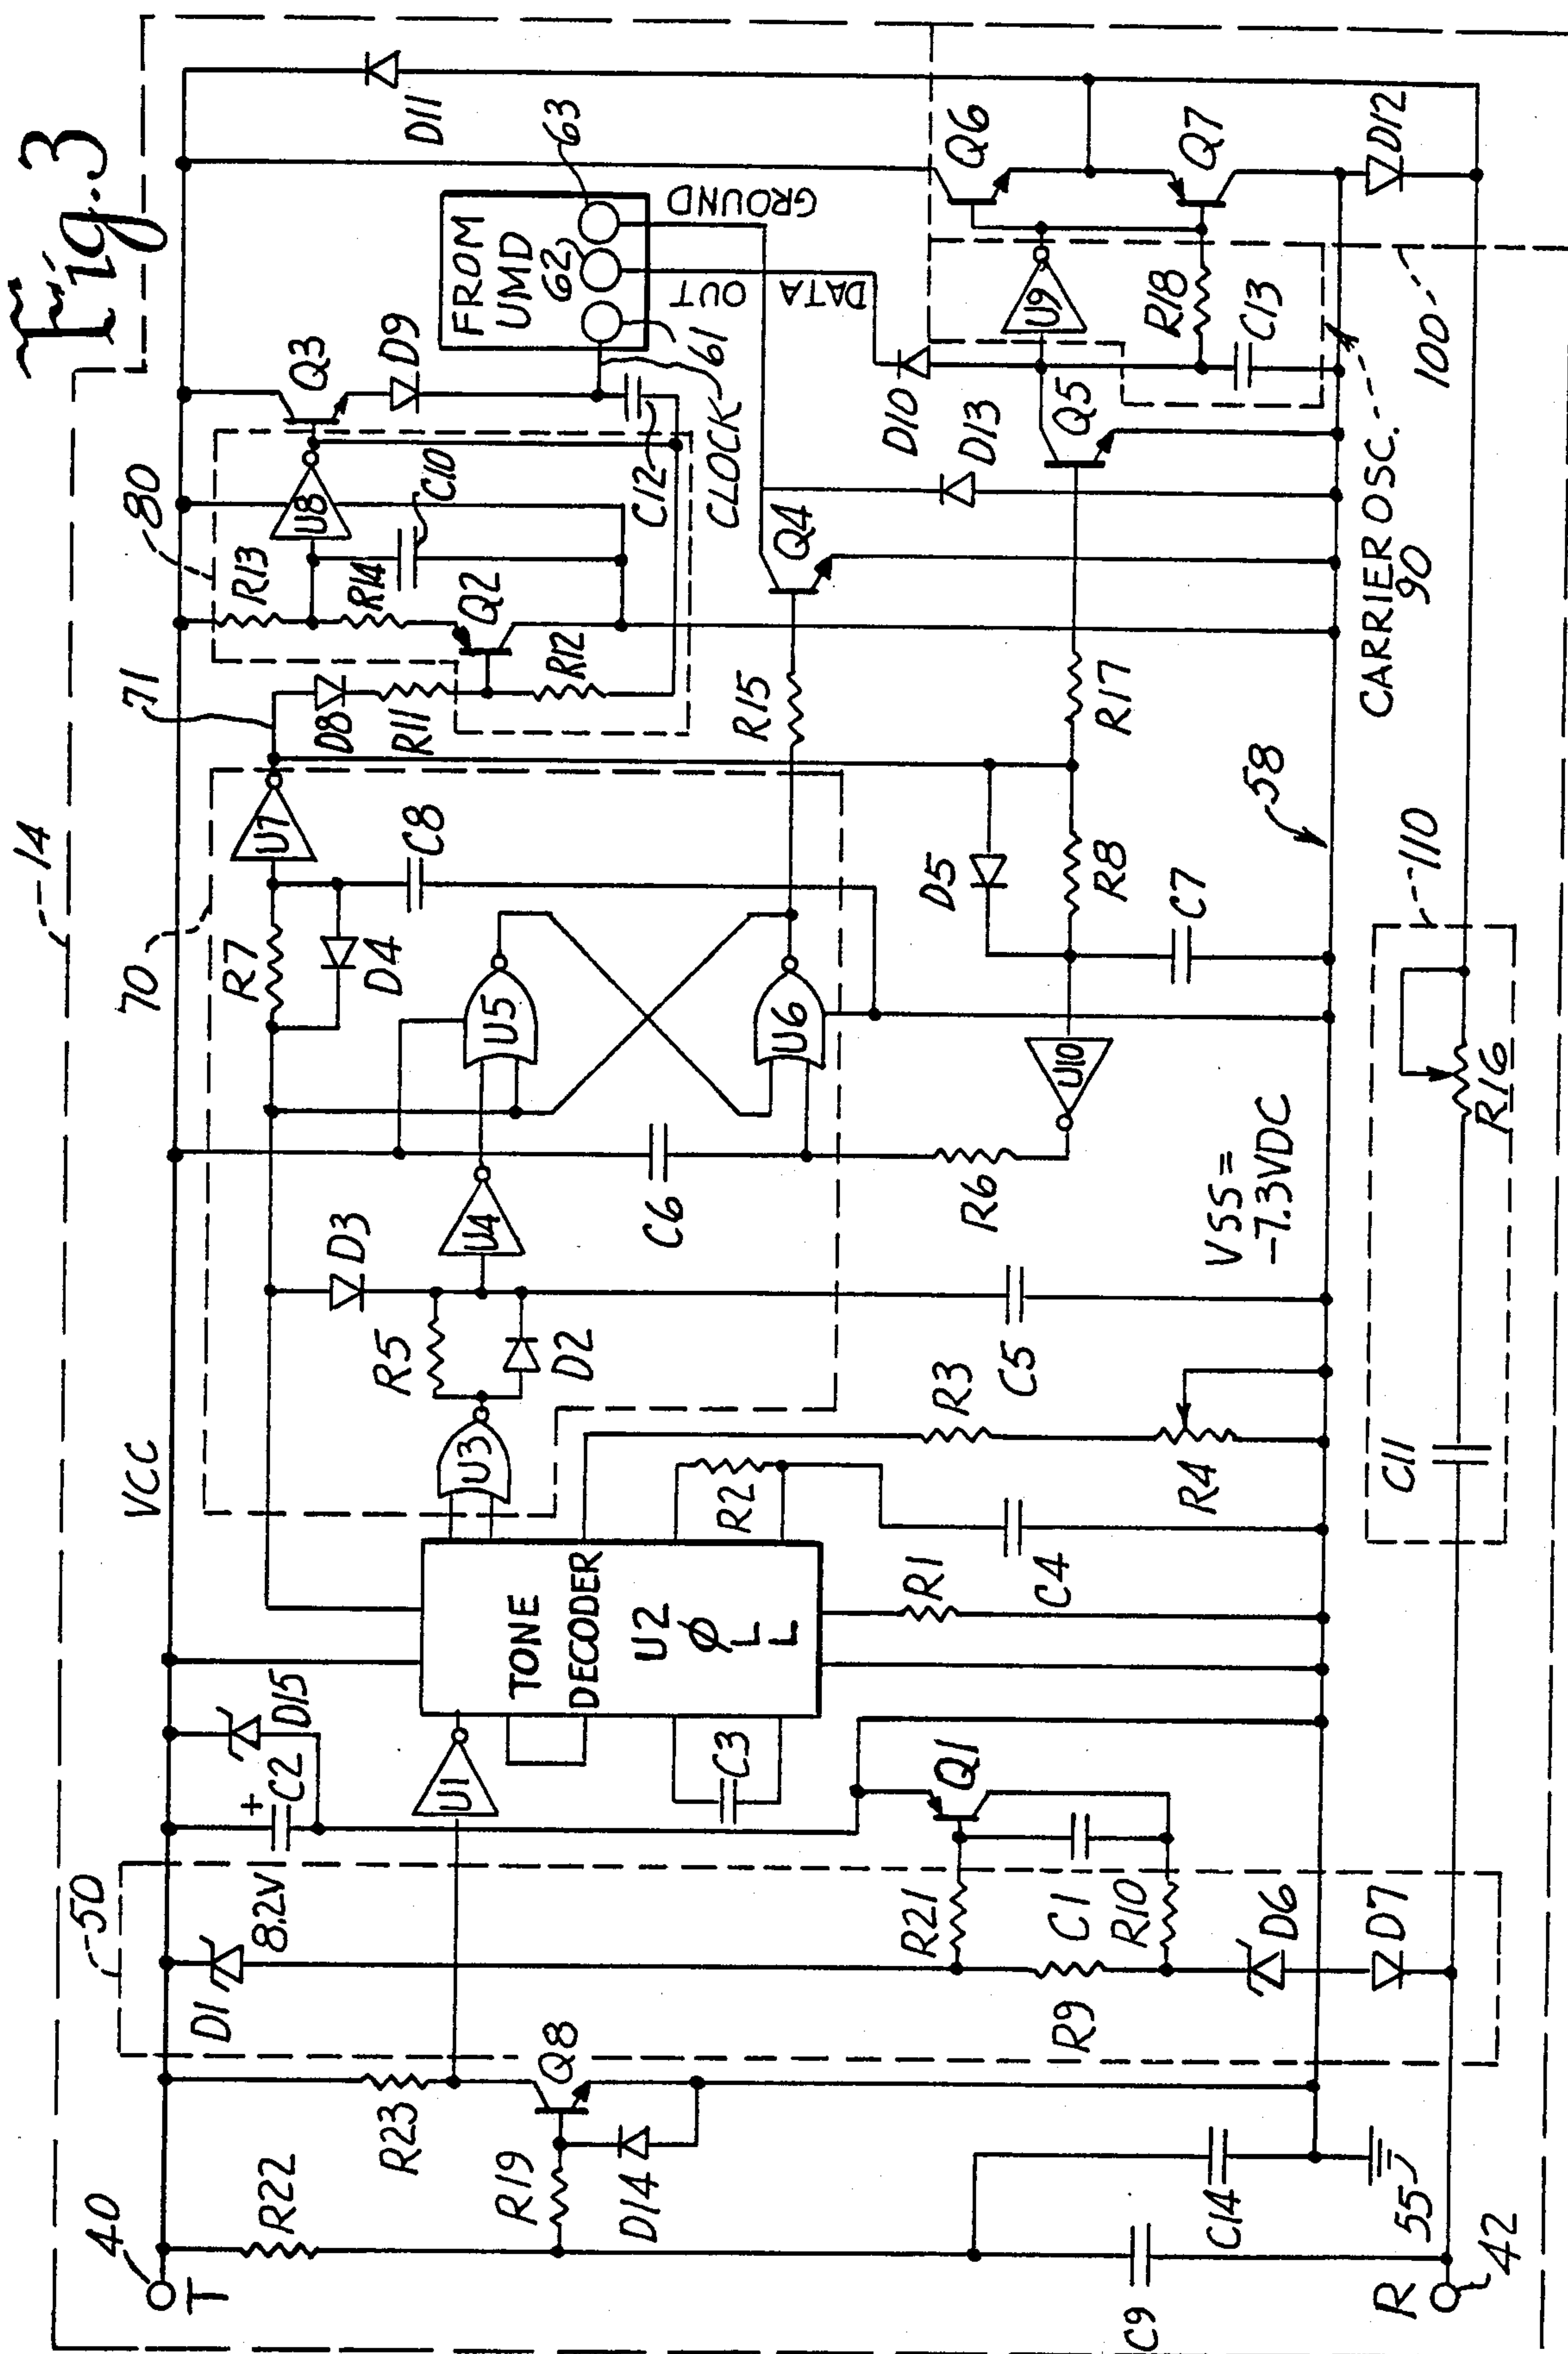 Fig. 3
14
40
T
R22
R23
R19
Q8
D14
C14
C9
55
R
42
50
D1
8.2V
+
C2
D15
R21
C1
R10
R9
D6
D7
Q1
VCC
U1
TONE
DECODER
U2
Φ
L
L
C3
R1
R2
C4
R3
R4
U3
R5
D2
D3
C5
U4
C6
R6
VSS =
-7.3VDC
70
R7
D4
C8
U5
U6
U7
U10
D5
R8
C7
58
110
C11
R16
71
D8
R11
R12
R13
R14
Q2
80
U8
C10
Q3
D9
C12
CLOCK
61
R15
Q4
R17
D13
D10
Q5
FROM
UMD
62
63
GROUND
DATA OUT
D11
U9
R18
C13
Q6
Q7
D12
CARRIER OSC.
90
100